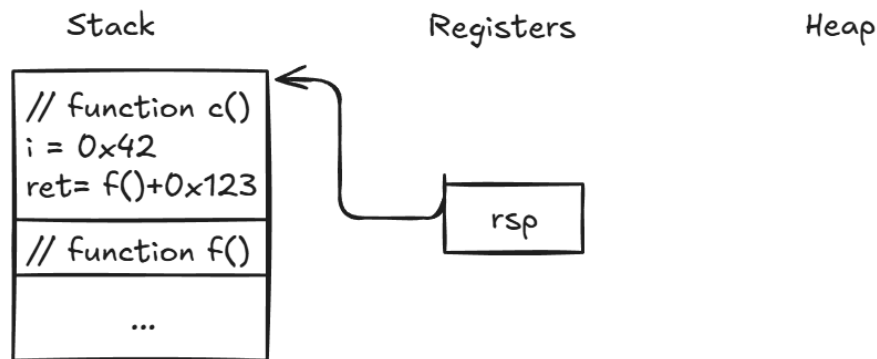 Stack
Registers
Heap
// function c()
i = 0x42
ret= f()+0x123
rsp
// function f()
...